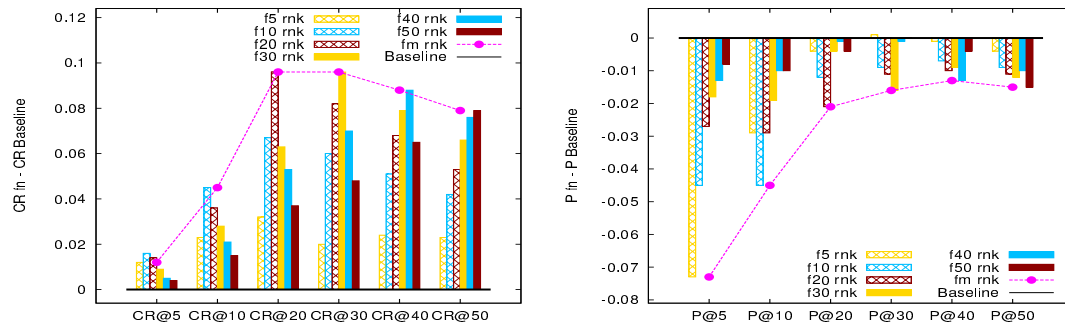 0.12
0.1
0.08
0.06
0.04
0.02
0
CR fn - CR Baseline
f5 rnk
f10 rnk
f20 rnk
f30 rnk
f40 rnk
f50 rnk
fm rnk
Baseline
CR@5 CR@10 CR@20 CR@30 CR@40 CR@50
0
-0.01
-0.02
-0.03
-0.04
-0.05
-0.06
-0.07
-0.08
P fn - P Baseline
f5 rnk
f10 rnk
f20 rnk
f30 rnk
f40 rnk
f50 rnk
fm rnk
Baseline
P@5 P@10 P@20 P@30 P@40 P@50